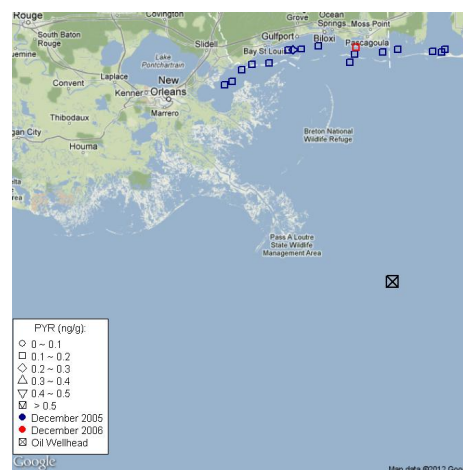 Rouge
Covington
Grove
Ocean
Springs
Moss Point
Gulfport
Biloxi
Pascagoula
South Baton
Rouge
Slidell
Bay St Louis
Lake
Pontchartrain
Laplace
Convent
Kenner
New
Orleans
Marrero
Thibodaux
gan City
Houma
Breton National
Wildlife Refuge
Pass A Loutre
State Wildlife
Management Area
PYR (ng/g):
0 ~ 0.1
0.1 ~ 0.2
0.2 ~ 0.3
0.3 ~ 0.4
0.4 ~ 0.5
> 0.5
December 2005
December 2006
Oil Wellhead
Google
Map data ©2012 Goo